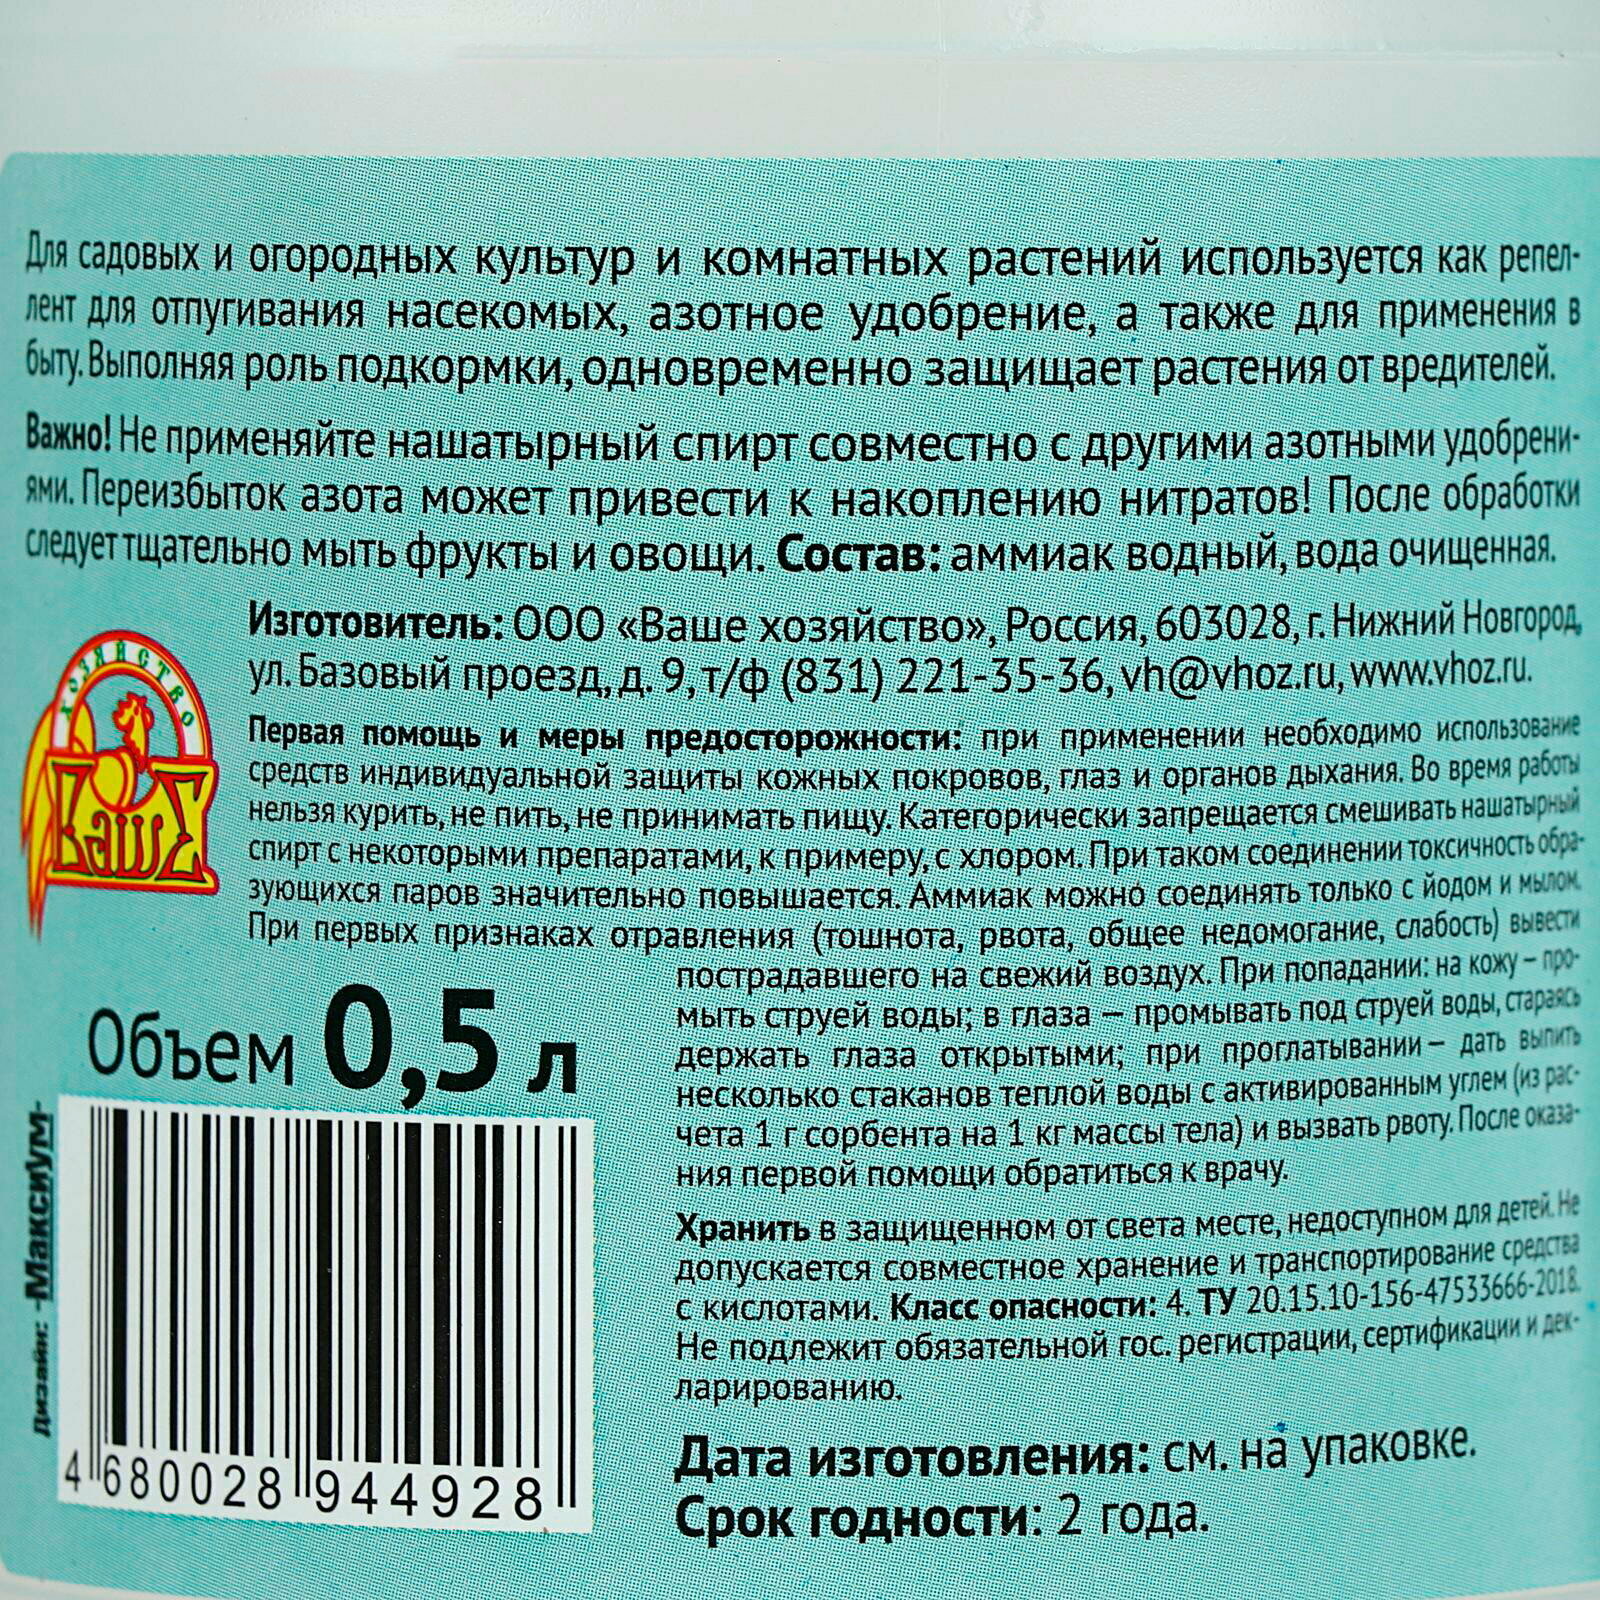 Для садовых и огородных культур и комнатных растений используется как репел-
лент для отпугивания насекомых, азотное удобрение, а также для применения в
быту. Выполняя роль подкормки, одновременно защищает растения от вредителей.
Важно! Не применяйте нашатырный спирт совместно с другими азотными удобрени-
ями. Переизбыток азота может привести к накоплению нитратов! После обработки
следует тщательно мыть фрукты и овощи. Состав: аммиак водный, вода очищенная.
Изготовитель: ООО «Ваше хозяйство», Россия, 603028, г. Нижний Новгород,
ул. Базовый проезд, д. 9, т/ф (831) 221-35-36, vh@vhoz.ru, www.vhoz.ru.
ХОЗЯЙСТВО
ВАШЕ
Первая помощь и меры предосторожности: при применении необходимо использование
средств индивидуальной защиты кожных покровов, глаз и органов дыхания. Во время работы
нельзя курить, не пить, не принимать пищу. Категорически запрещается смешивать нашатырный
спирт с некоторыми препаратами, к примеру, с хлором. При таком соединении токсичность обра-
зующихся паров значительно повышается. Аммиак можно соединять только с йодом и мылом.
При первых признаках отравления (тошнота, рвота, общее недомогание, слабость) вывести
пострадавшего на свежий воздух. При попадании: на кожу – про-
мыть струей воды; в глаза – промывать под струей воды, стараясь
держать глаза открытыми; при проглатывании – дать выпить
несколько стаканов теплой воды с активированным углем (из рас-
чета 1 г сорбента на 1 кг массы тела) и вызвать рвоту. После оказа-
ния первой помощи обратиться к врачу.
Хранить в защищенном от света месте, недоступном для детей. Не
допускается совместное хранение и транспортирование средства
с кислотами. Класс опасности: 4. ТУ 20.15.10-156-47533666-2018.
Не подлежит обязательной гос. регистрации, сертификации и дек-
ларированию.
Дата изготовления: см. на упаковке.
Срок годности: 2 года.
Объем 0,5 л
Дизайн: -Максиум-
4 680028 944928